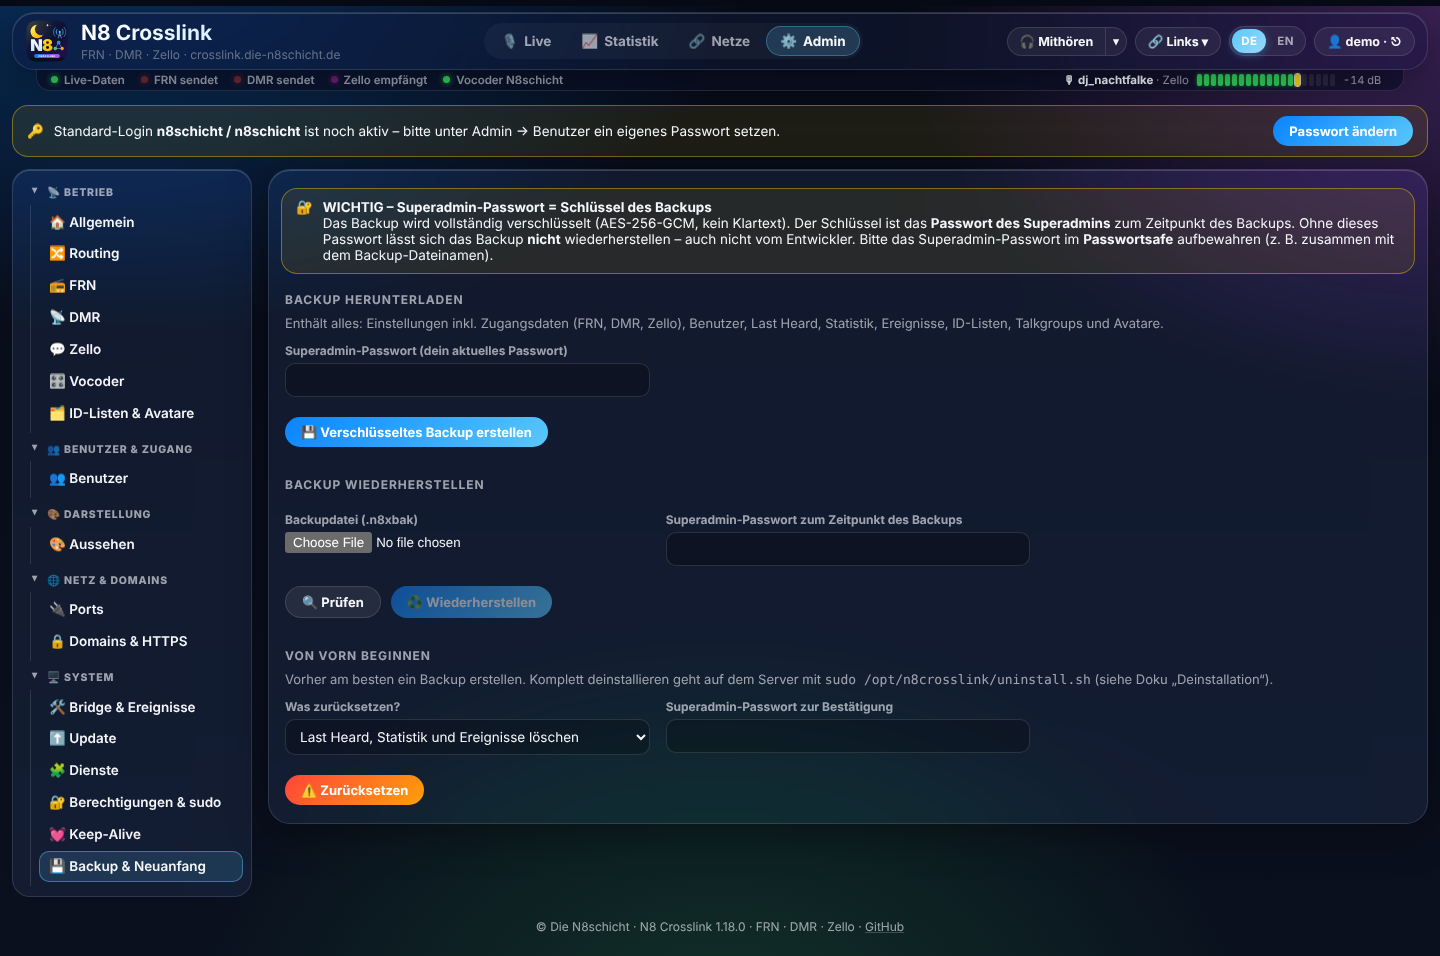 N8 Crosslink
FRN · DMR · Zello · crosslink.die-n8schicht.de
Live
Statistik
Netze
Admin
Mithören
Links
DE
EN
demo ·
Live-Daten
FRN sendet
DMR sendet
Zello empfängt
Vocoder N8schicht
dj_nachtfalke · Zello
-14 dB
Standard-Login n8schicht / n8schicht ist noch aktiv – bitte unter Admin → Benutzer ein eigenes Passwort setzen.
Passwort ändern
BETRIEB
Allgemein
Routing
FRN
DMR
Zello
Vocoder
ID-Listen & Avatare
BENUTZER & ZUGANG
Benutzer
DARSTELLUNG
Aussehen
NETZ & DOMAINS
Ports
Domains & HTTPS
SYSTEM
Bridge & Ereignisse
Update
Dienste
Berechtigungen & sudo
Keep-Alive
Backup & Neuanfang
WICHTIG – Superadmin-Passwort = Schlüssel des Backups
Das Backup wird vollständig verschlüsselt (AES-256-GCM, kein Klartext). Der Schlüssel ist das Passwort des Superadmins zum Zeitpunkt des Backups. Ohne dieses
Passwort lässt sich das Backup nicht wiederherstellen – auch nicht vom Entwickler. Bitte das Superadmin-Passwort im Passwortsafe aufbewahren (z. B. zusammen mit
dem Backup-Dateinamen).
BACKUP HERUNTERLADEN
Enthält alles: Einstellungen inkl. Zugangsdaten (FRN, DMR, Zello), Benutzer, Last Heard, Statistik, Ereignisse, ID-Listen, Talkgroups und Avatare.
Superadmin-Passwort (dein aktuelles Passwort)
Verschlüsseltes Backup erstellen
BACKUP WIEDERHERSTELLEN
Backupdatei (.n8xbak)
Superadmin-Passwort zum Zeitpunkt des Backups
Choose File No file chosen
Prüfen
Wiederherstellen
VON VORN BEGINNEN
Vorher am besten ein Backup erstellen. Komplett deinstallieren geht auf dem Server mit sudo /opt/n8crosslink/uninstall.sh (siehe Doku „Deinstallation“).
Was zurücksetzen?
Superadmin-Passwort zur Bestätigung
Last Heard, Statistik und Ereignisse löschen
Zurücksetzen
© Die N8schicht · N8 Crosslink 1.18.0 · FRN · DMR · Zello · GitHub